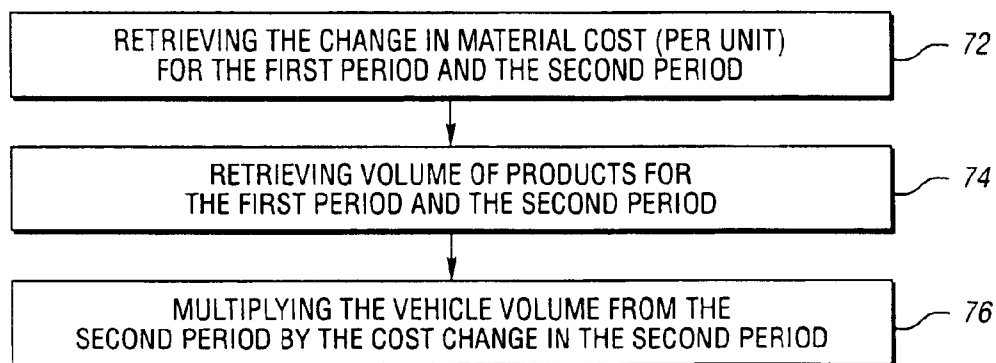 RETRIEVING THE CHANGE IN MATERIAL COST (PER UNIT)
FOR THE FIRST PERIOD AND THE SECOND PERIOD
72
RETRIEVING VOLUME OF PRODUCTS FOR
THE FIRST PERIOD AND THE SECOND PERIOD
74
MULTIPLYING THE VEHICLE VOLUME FROM THE
SECOND PERIOD BY THE COST CHANGE IN THE SECOND PERIOD
76